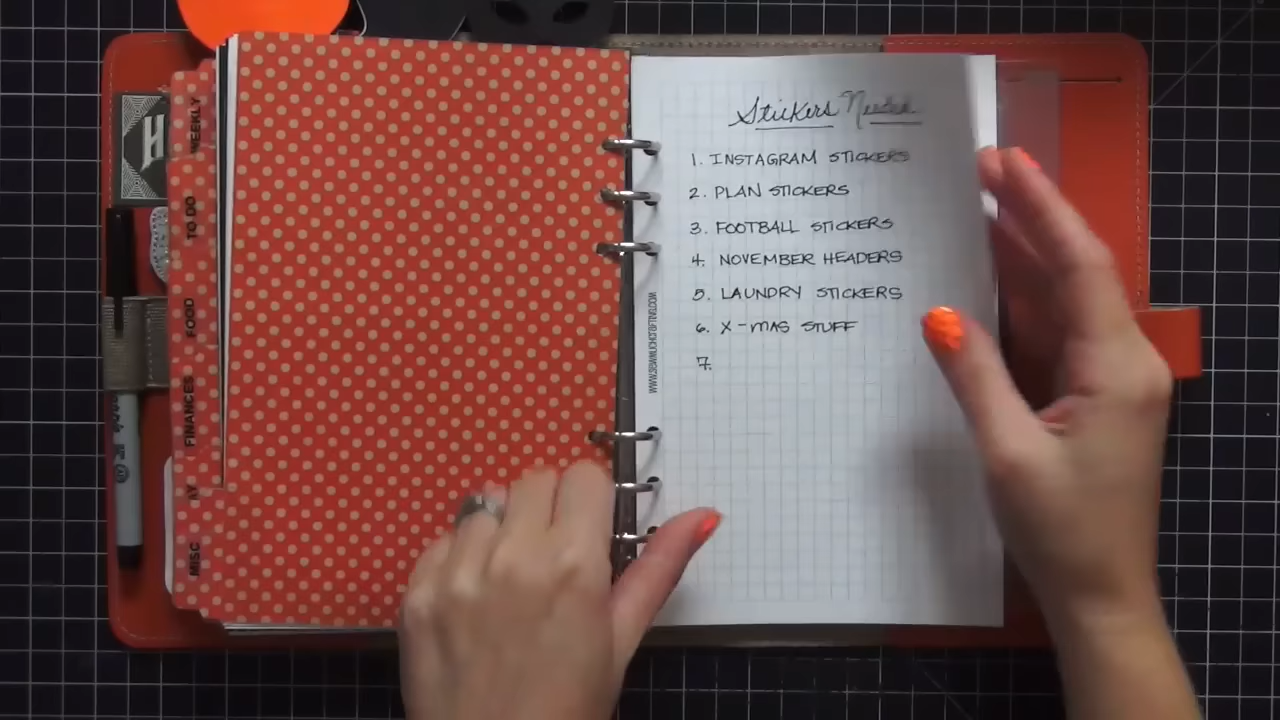 Stickers Needed
1. INSTAGRAM STICKERS
2. PLAN STICKERS
3. FOOTBALL STICKERS
4. NOVEMBER HEADERS
5. LAUNDRY STICKERS
6. X-MAS STUFF
7.
WEEKLY
TO DO
FOOD
FINANCES
MISC
H